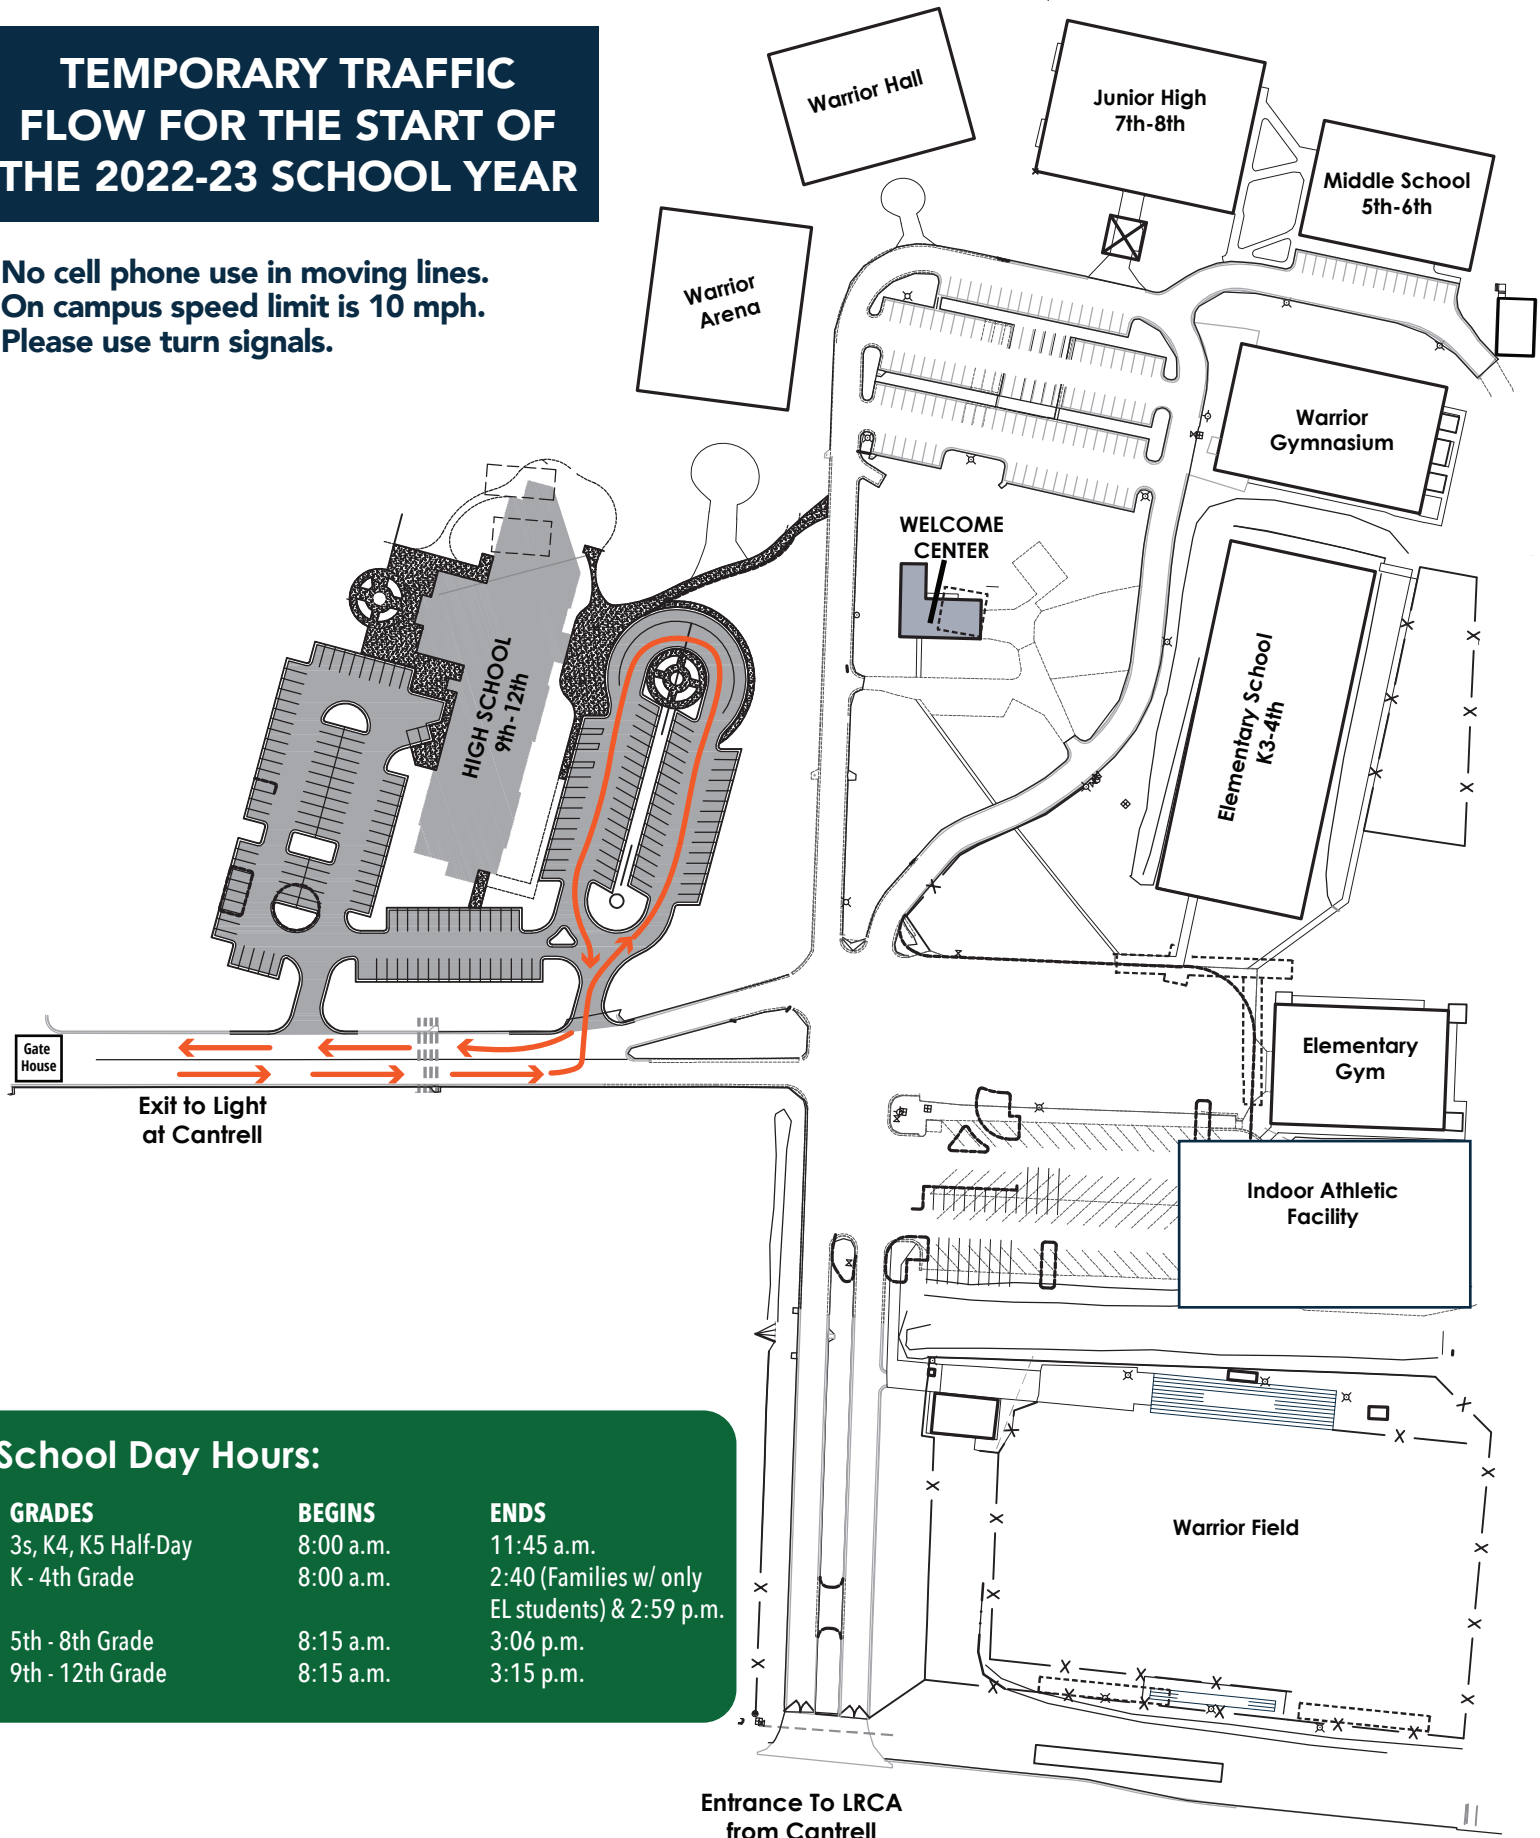 TEMPORARY TRAFFIC
FLOW FOR THE START OF
THE 2022-23 SCHOOL YEAR
No cell phone use in moving lines.
On campus speed limit is 10 mph.
Please use turn signals.
Warrior Hall
Junior High
7th-8th
Middle School
5th-6th
Warrior
Arena
Warrior
Gymnasium
WELCOME
CENTER
HIGH SCHOOL
9th-12th
Elementary School
K3-4th
Gate
House
Exit to Light
at Cantrell
Elementary
Gym
Indoor Athletic
Facility
School Day Hours:
GRADES BEGINS ENDS
3s, K4, K5 Half-Day 8:00 a.m. 11:45 a.m.
K - 4th Grade 8:00 a.m. 2:40 (Families w/ only
EL students) & 2:59 p.m.
5th - 8th Grade 8:15 a.m. 3:06 p.m.
9th - 12th Grade 8:15 a.m. 3:15 p.m.
Warrior Field
Entrance To LRCA
from Cantrell